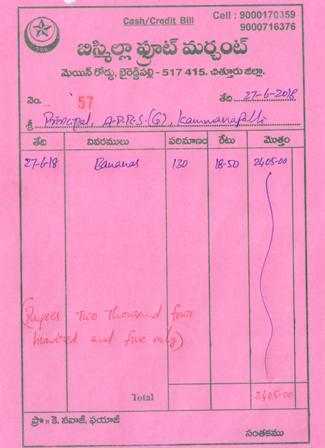 Cash/Credit Bill
Cell : 9000170359
9000716376
బిస్మిల్లా ఫ్రూట్ మర్చంట్
మెయిన్ రోడ్డు, బైరెడ్డిపల్లి - 517 415. చిత్తూరు జిల్లా.
నెం. 57 తేది 27-6-2018
శ్రీ Principal, A.P.R.S.(G), Kammanapalli
తేది వివరములు పరిమాణం రేటు మొత్తం
27-6-18 Bananas 130 18-50 2405-00
(Rupees Two Thousand four
hundred and five only)
Total 2405-00
ప్రొ॥ కె. నవాజ్, ఫయాజ్
సంతకము